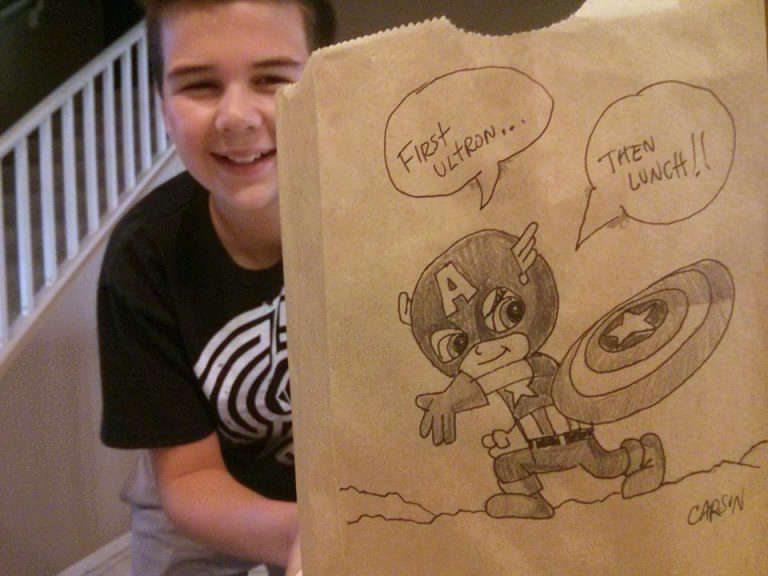 FIRST
ULTRON...
THEN
LUNCH!!
A
CARSON